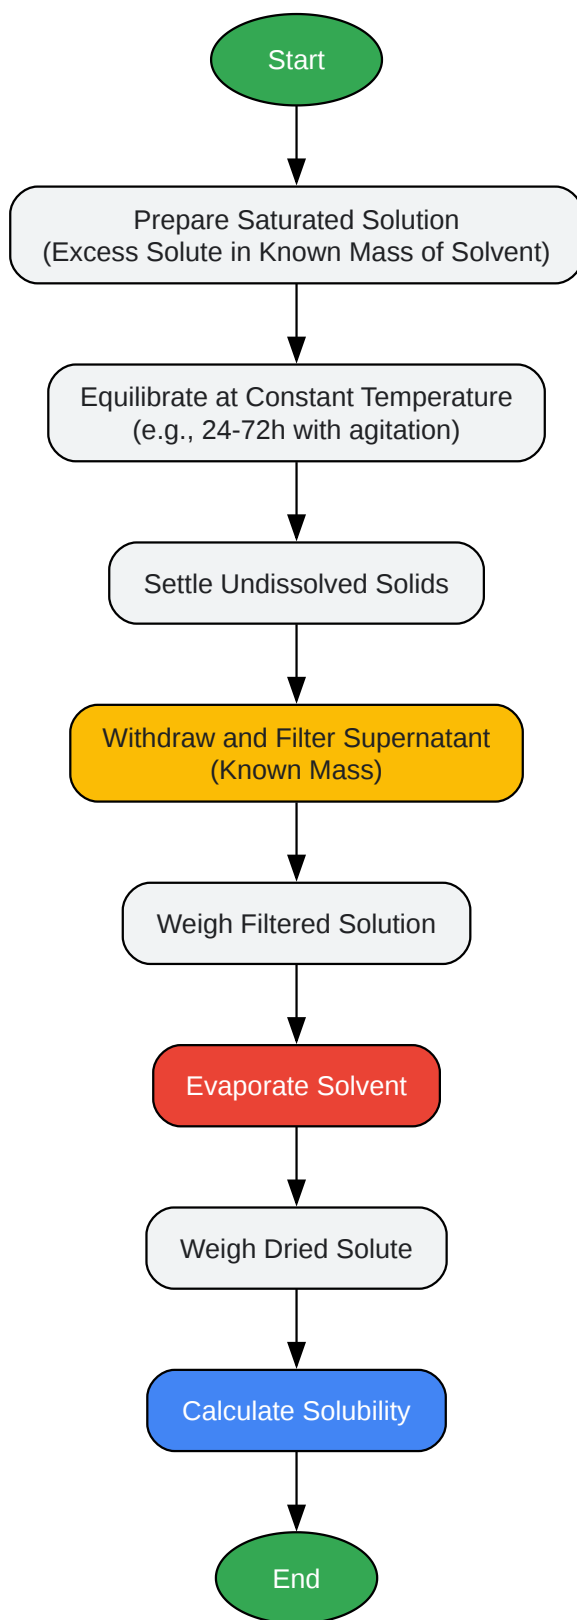 Start
Prepare Saturated Solution
(Excess Solute in Known Mass of Solvent)
Equilibrate at Constant Temperature
(e.g., 24-72h with agitation)
Settle Undissolved Solids
Withdraw and Filter Supernatant
(Known Mass)
Weigh Filtered Solution
Evaporate Solvent
Weigh Dried Solute
Calculate Solubility
End